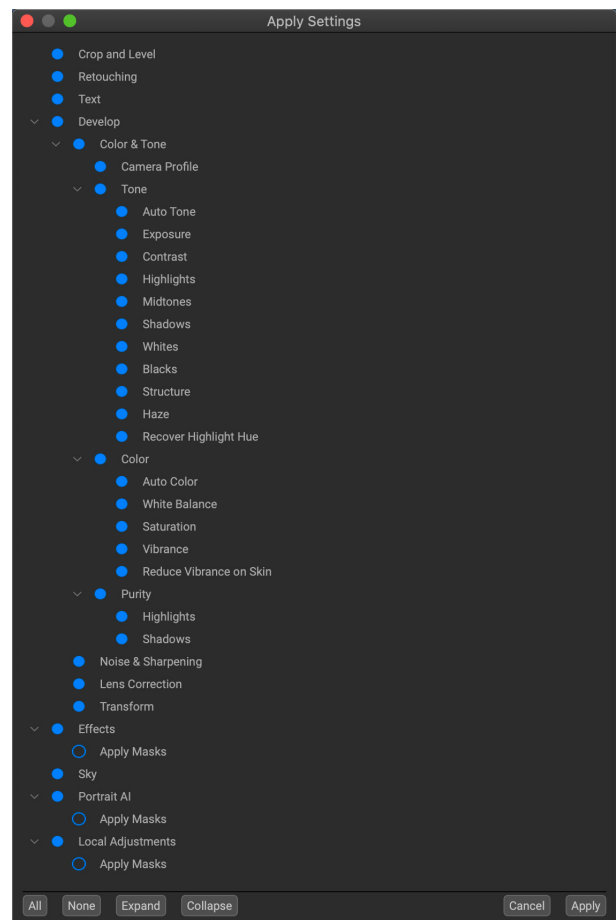 Apply Settings
Crop and Level
Retouching
Text
Develop
Color & Tone
Camera Profile
Tone
Auto Tone
Exposure
Contrast
Highlights
Midtones
Shadows
Whites
Blacks
Structure
Haze
Recover Highlight Hue
Color
Auto Color
White Balance
Saturation
Vibrance
Reduce Vibrance on Skin
Purity
Highlights
Shadows
Noise & Sharpening
Lens Correction
Transform
Effects
Apply Masks
Sky
Portrait AI
Apply Masks
Local Adjustments
Apply Masks
All None Expand Collapse Cancel Apply